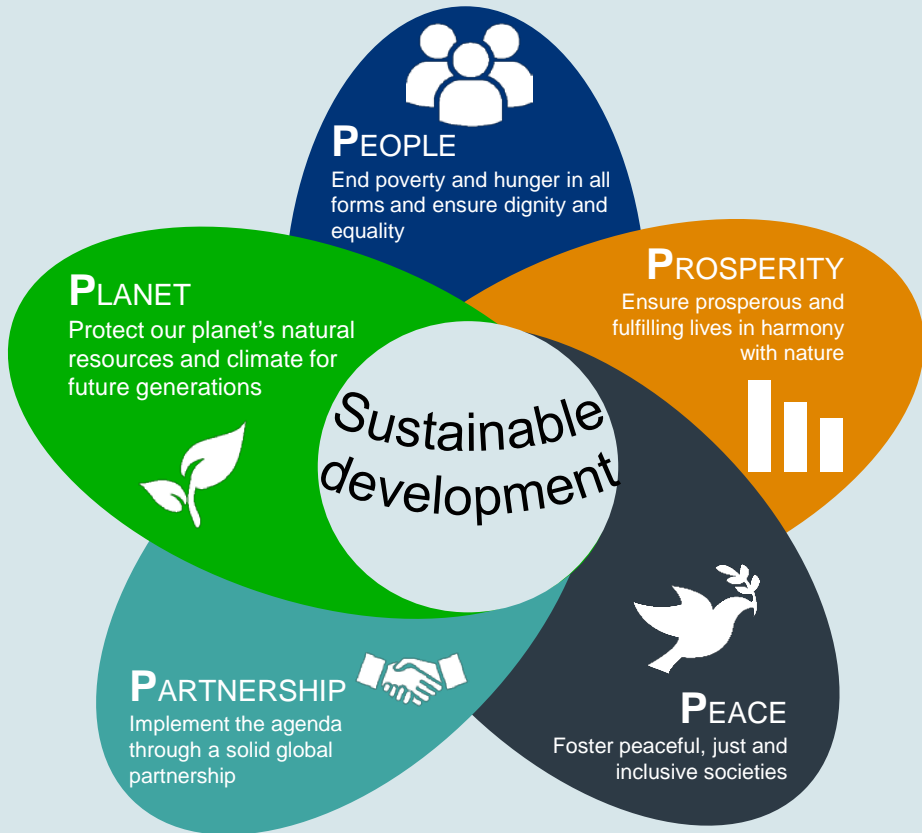 PEOPLE
End poverty and hunger in all
forms and ensure dignity and
equality
PROSPERITY
Ensure prosperous and
fulfilling lives in harmony
with nature
PLANET
Protect our planet's natural
resources and climate for
future generations
Sustainable
development
PARTNERSHIP
Implement the agenda
through a solid global
partnership
PEACE
Foster peaceful, just and
inclusive societies